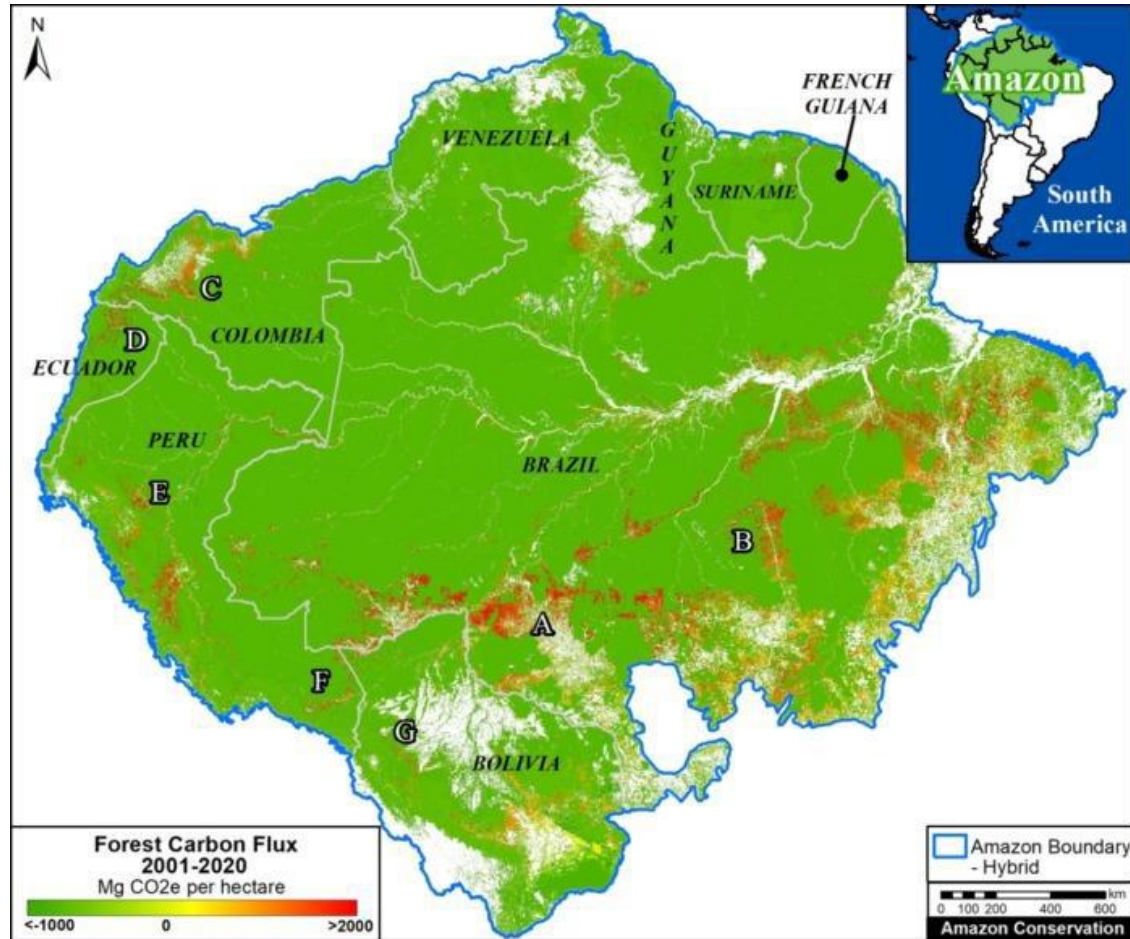 N
Amazon
South
America
FRENCH
GUIANA
VENEZUELA
GUYANA
SURINAME
C
COLOMBIA
D
ECUADOR
PERU
BRAZIL
E
B
A
F
G
BOLIVIA
Forest Carbon Flux
2001-2020
Mg CO2e per hectare
<-1000 0 >2000
Amazon Boundary
- Hybrid
km
0 100 200 400 600
Amazon Conservation